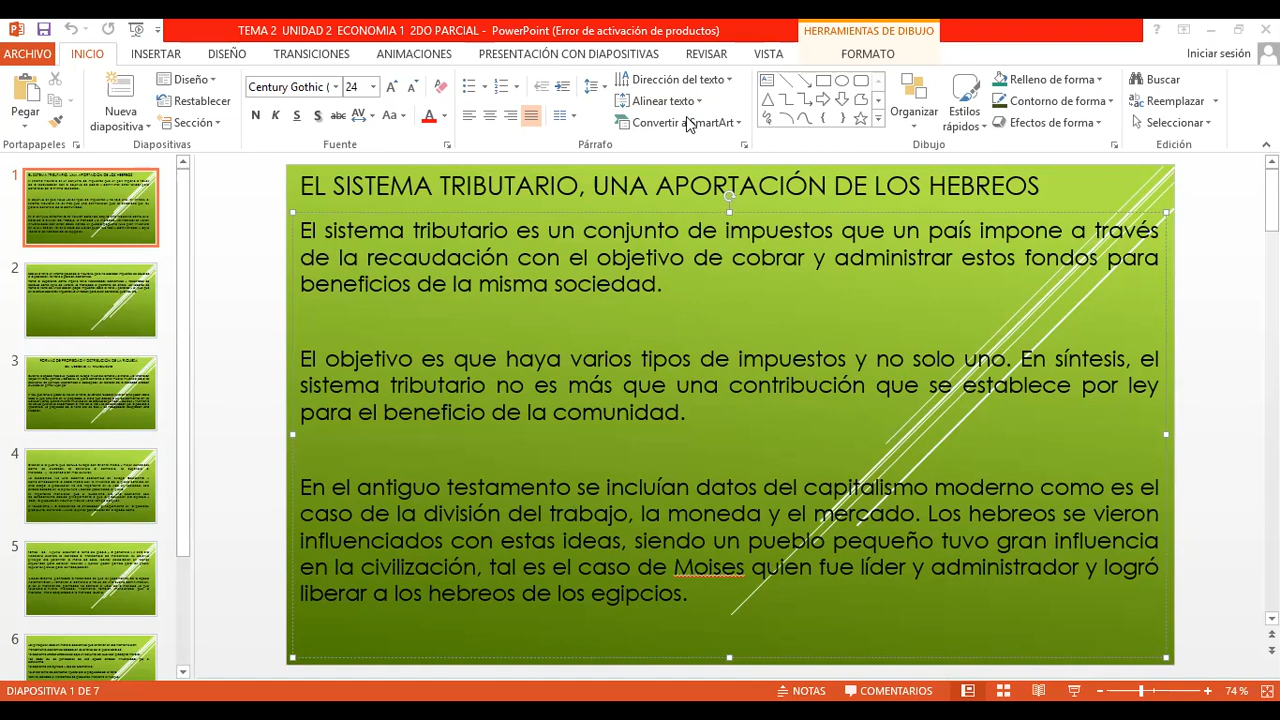 TEMA 2 UNIDAD 2 ECONOMIA 1 2DO PARCIAL - PowerPoint (Error de activación de productos)
HERRAMIENTAS DE DIBUJO
ARCHIVO INICIO INSERTAR DISEÑO TRANSICIONES ANIMACIONES PRESENTACIÓN CON DIAPOSITIVAS REVISAR VISTA FORMATO Iniciar sesión
Pegar
Nueva diapositiva
Diseño
Restablecer
Sección
Century Gothic ( 24
N K S S abc AV Aa A
Dirección del texto
Alinear texto
Convertir a SmartArt
Organizar
Estilos rápidos
Relleno de forma
Contorno de forma
Efectos de forma
Buscar
Reemplazar
Seleccionar
Portapapeles Diapositivas Fuente Párrafo Dibujo Edición
1
2
3
4
5
6
EL SISTEMA TRIBUTARIO, UNA APORTACION DE LOS HEBREOS
El sistema tributario es un conjunto de impuestos que un país impone a través
de la recaudación con el objetivo de cobrar y administrar estos fondos para
beneficios de la misma sociedad.
El objetivo es que haya varios tipos de impuestos y no solo uno. En síntesis, el
sistema tributario no es más que una contribución que se establece por ley
para el beneficio de la comunidad.
En el antiguo testamento se incluían datos del capitalismo moderno como es el
caso de la división del trabajo, la moneda y el mercado. Los hebreos se vieron
influenciados con estas ideas, siendo un pueblo pequeño tuvo gran influencia
en la civilización, tal es el caso de Moises quien fue líder y administrador y logró
liberar a los hebreos de los egipcios.
DIAPOSITIVA 1 DE 7
NOTAS
COMENTARIOS
74 %